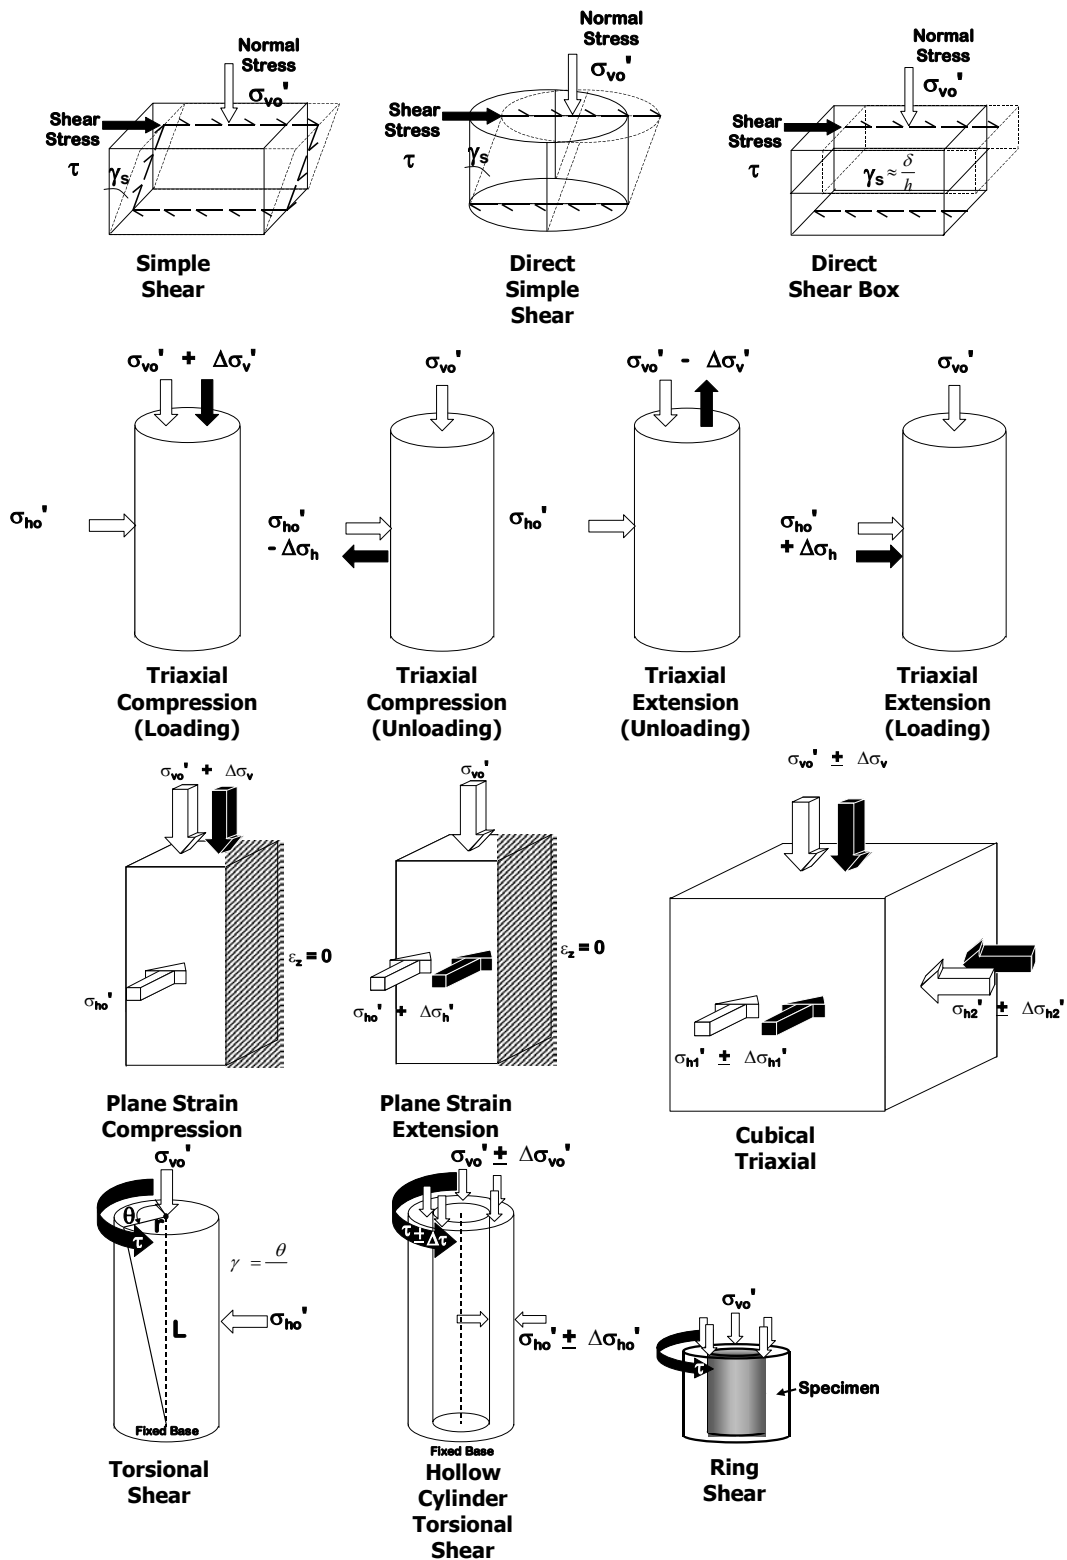 Normal
Stress
σvo'
Shear
Stress
τ
γs
Simple
Shear
Normal
Stress
σvo'
Shear
Stress
τ
γs
Direct
Simple
Shear
Normal
Stress
σvo'
Shear
Stress
τ
γs ≈ δ/h
Direct
Shear Box
σvo' + Δσv'
σho'
Triaxial
Compression
(Loading)
σvo'
σho'
- Δσh
Triaxial
Compression
(Unloading)
σvo' - Δσv'
σho'
Triaxial
Extension
(Unloading)
σvo'
σho'
+ Δσh
Triaxial
Extension
(Loading)
σvo' + Δσv
εz = 0
σho'
Plane Strain
Compression
σvo'
εz = 0
σho' + Δσh'
Plane Strain
Extension
σvo' ± Δσv
σh2' ± Δσh2'
σh1' ± Δσh1'
Cubical
Triaxial
σvo'
θ
r
τ
γ = θ
L
σho'
Fixed Base
Torsional
Shear
σvo' ± Δσvo'
τ ± Δτ
σho' ± Δσho'
Fixed Base
Hollow
Cylinder
Torsional
Shear
σvo'
τ
Specimen
Ring
Shear